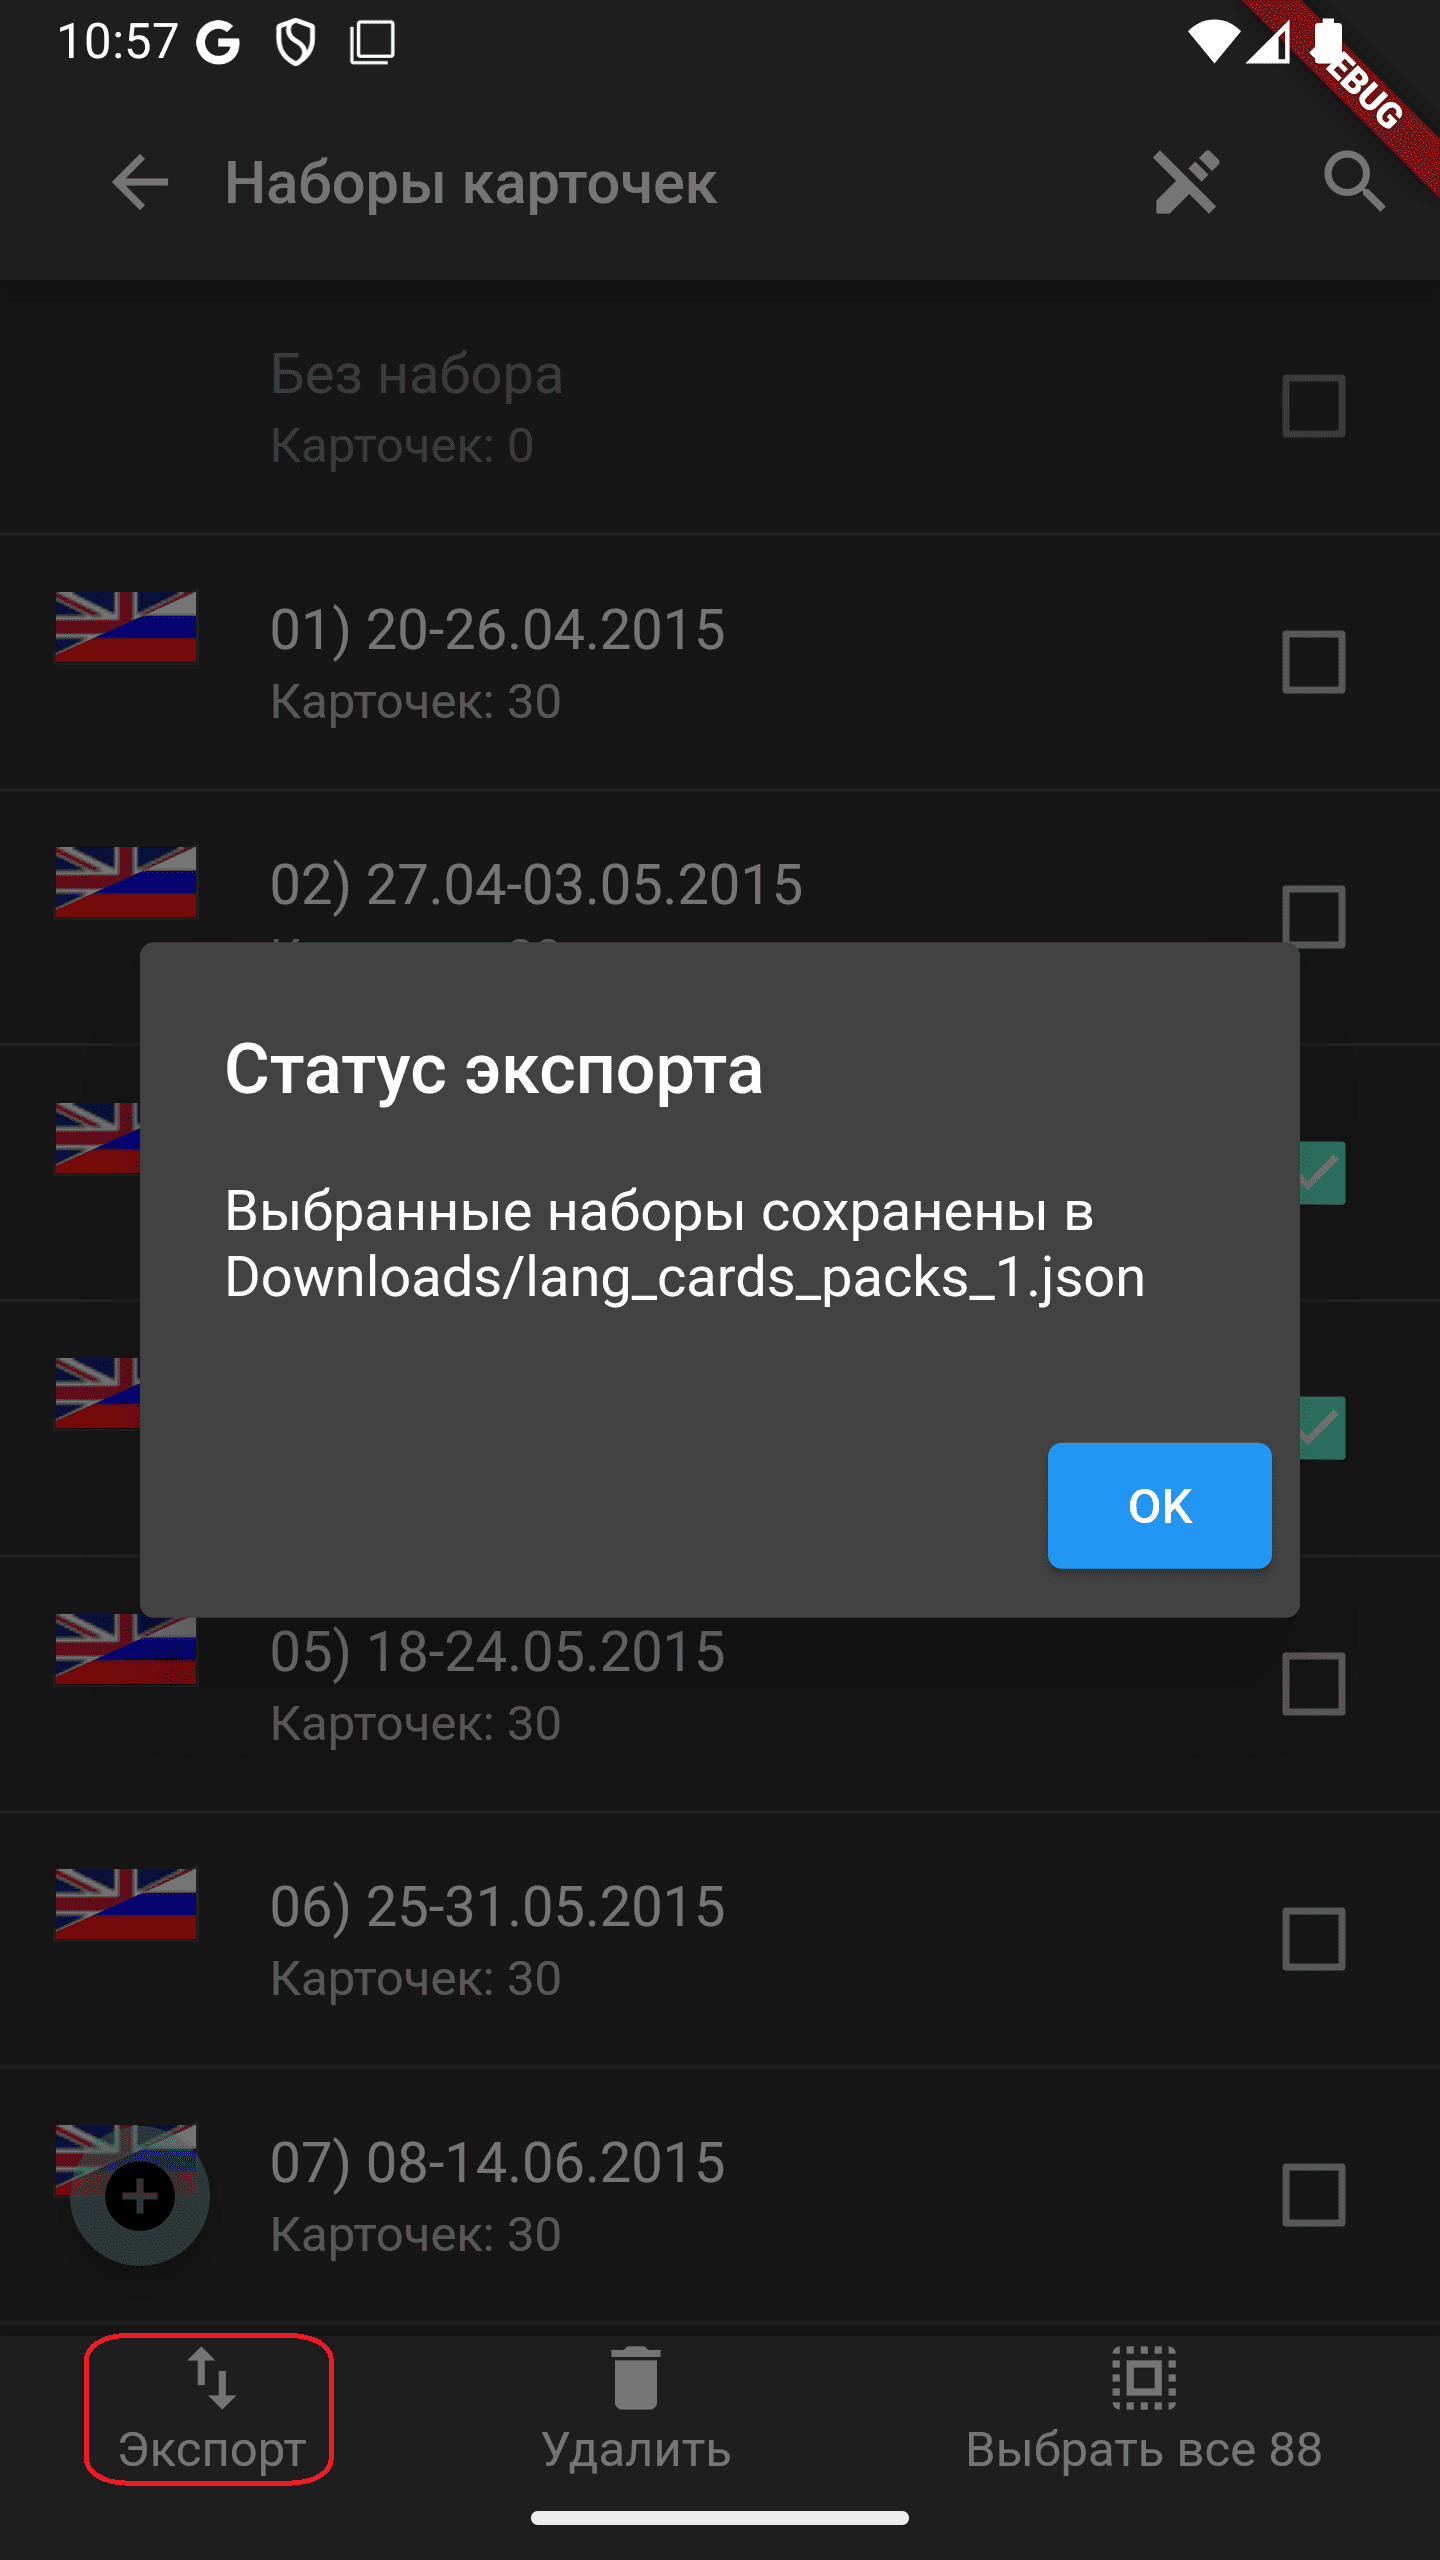 10:57
EBUG
Наборы карточек
Без набора
Карточек: 0
01) 20-26.04.2015
Карточек: 30
02) 27.04-03.05.2015
Статус экспорта
Выбранные наборы сохранены в
Downloads/lang_cards_packs_1.json
OK
05) 18-24.05.2015
Карточек: 30
06) 25-31.05.2015
Карточек: 30
07) 08-14.06.2015
Карточек: 30
Экспорт
Удалить
Выбрать все 88